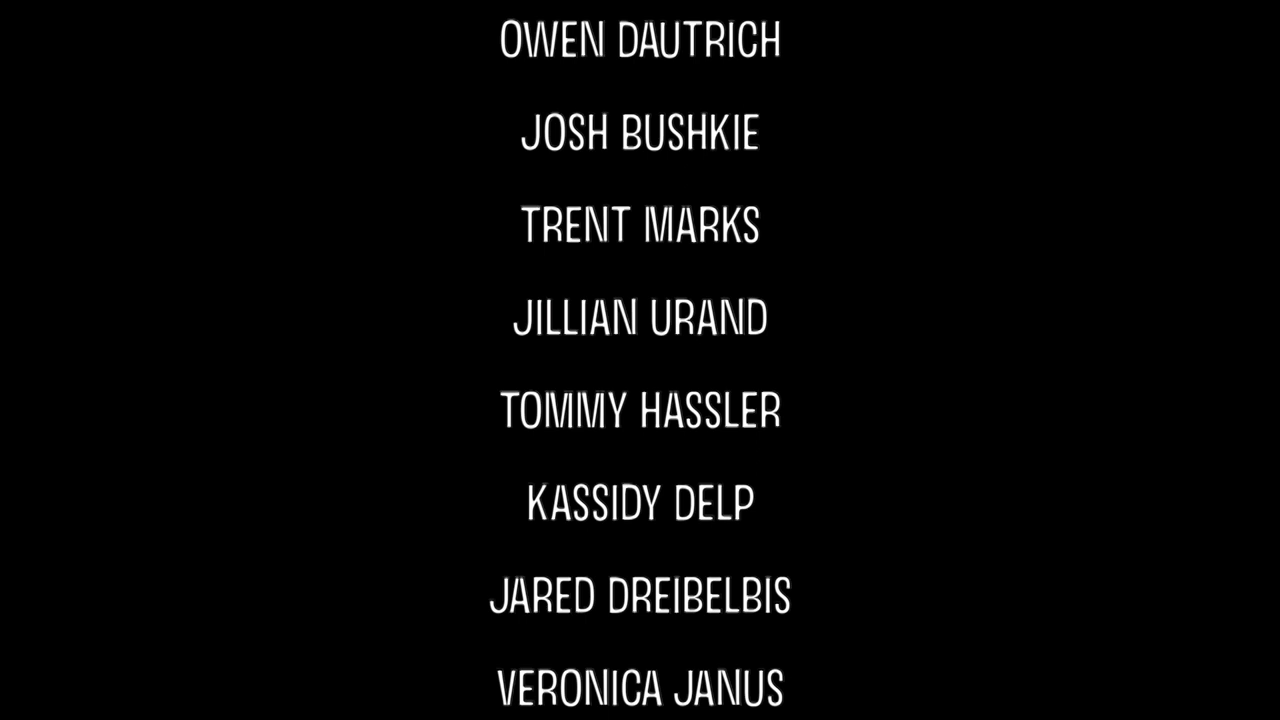 OWEN DAUTRICH
JOSH BUSHKIE
TRENT MARKS
JILLIAN URAND
TOMMY HASSLER
KASSIDY DELP
JARED DREIBELBIS
VERONICA JANUS